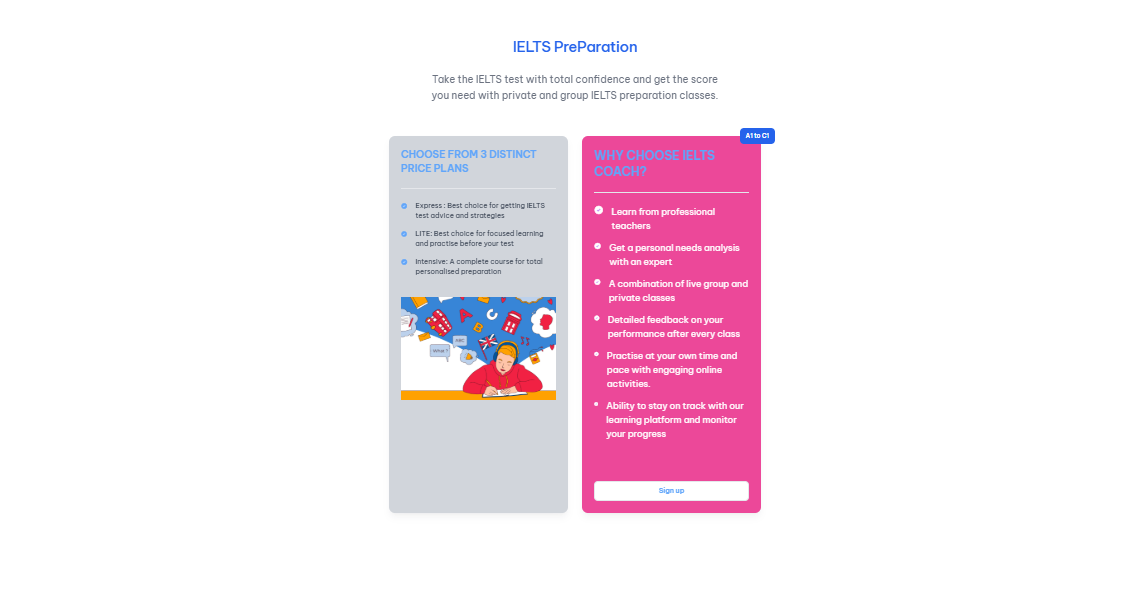 IELTS PreParation
Take the IELTS test with total confidence and get the score
you need with private and group IELTS preparation classes.
CHOOSE FROM 3 DISTINCT
PRICE PLANS
Express : Best choice for getting IELTS
test advice and strategies
LITE: Best choice for focused learning
and practise before your test
Intensive: A complete course for total
personalised preparation
A
B
C
ABC
What ?
A1 to C1
WHY CHOOSE IELTS
COACH?
Learn from professional
teachers
Get a personal needs analysis
with an expert
A combination of live group and
private classes
Detailed feedback on your
performance after every class
Practise at your own time and
pace with engaging online
activities.
Ability to stay on track with our
learning platform and monitor
your progress
Sign up